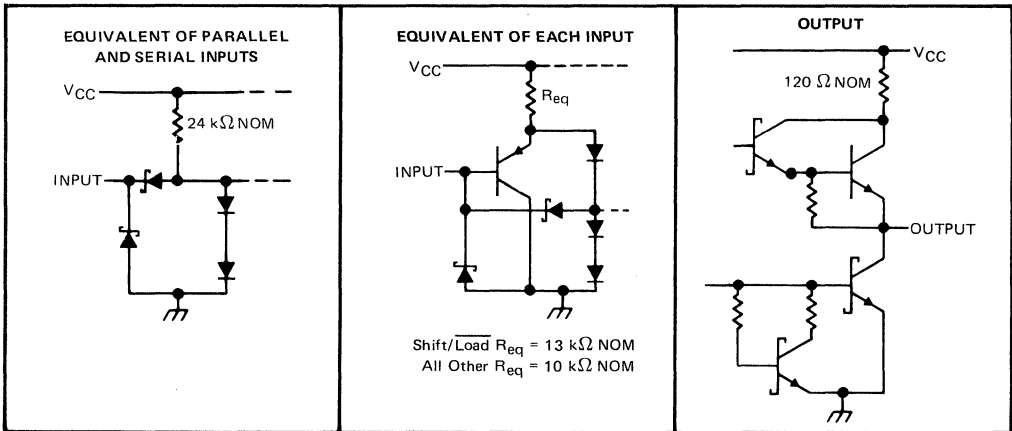 EQUIVALENT OF PARALLEL
AND SERIAL INPUTS
VCC
24 kΩ NOM
INPUT
EQUIVALENT OF EACH INPUT
VCC
Req
INPUT
Shift/L̅o̅a̅d̅ Req = 13 kΩ NOM
All Other Req = 10 kΩ NOM
OUTPUT
VCC
120 Ω NOM
OUTPUT